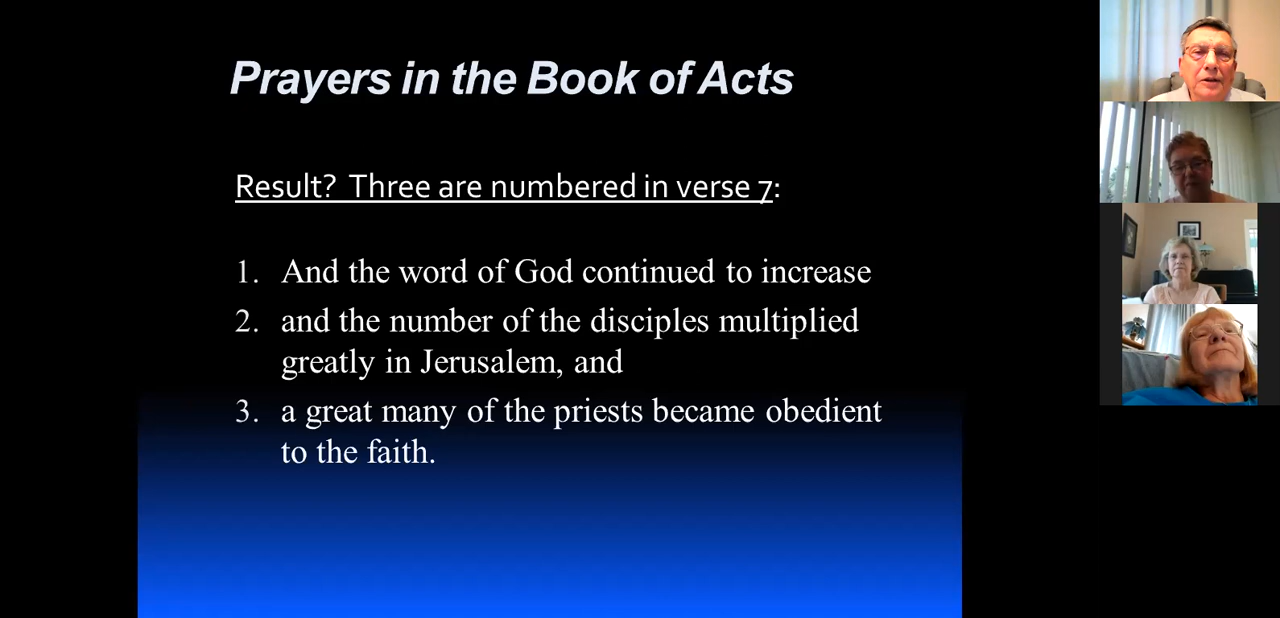 Prayers in the Book of Acts
Result? Three are numbered in verse 7:
1. And the word of God continued to increase
2. and the number of the disciples multiplied
greatly in Jerusalem, and
3. a great many of the priests became obedient
to the faith.